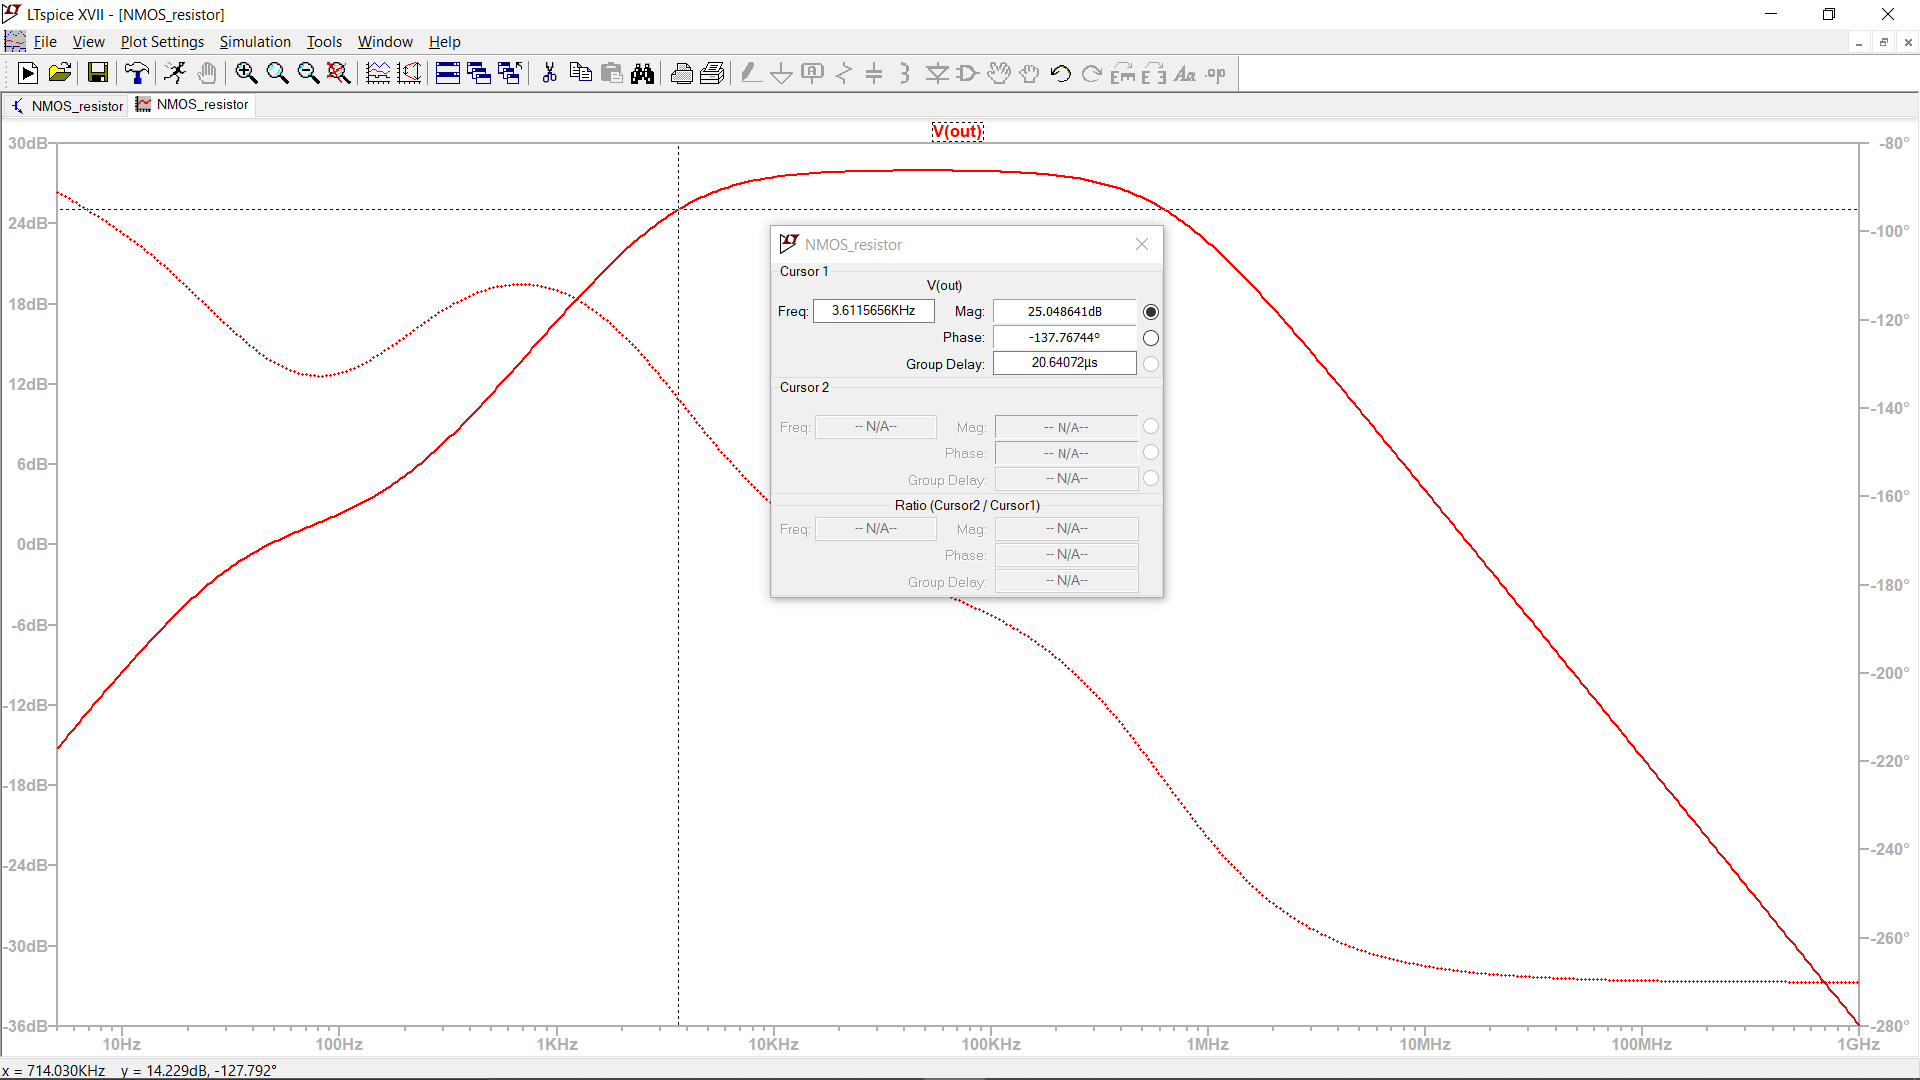 LTspice XVII - [NMOS_resistor]
File View Plot Settings Simulation Tools Window Help
NMOS_resistor NMOS_resistor
V(out)
30dB
24dB
18dB
12dB
6dB
0dB
-6dB
-12dB
-18dB
-24dB
-30dB
-36dB
-80°
-100°
-120°
-140°
-160°
-180°
-200°
-220°
-240°
-260°
-280°
NMOS_resistor
Cursor 1
V(out)
Freq: 3.6115656KHz Mag: 25.048641dB
Phase: -137.76744°
Group Delay: 20.64072µs
Cursor 2
Freq: -- N/A-- Mag: -- N/A--
Phase: -- N/A--
Group Delay: -- N/A--
Ratio (Cursor2 / Cursor1)
Freq: -- N/A-- Mag: -- N/A--
Phase: -- N/A--
Group Delay: -- N/A--
10Hz 100Hz 1KHz 10KHz 100KHz 1MHz 10MHz 100MHz 1GHz
x = 714.030KHz y = 14.229dB, -127.792°